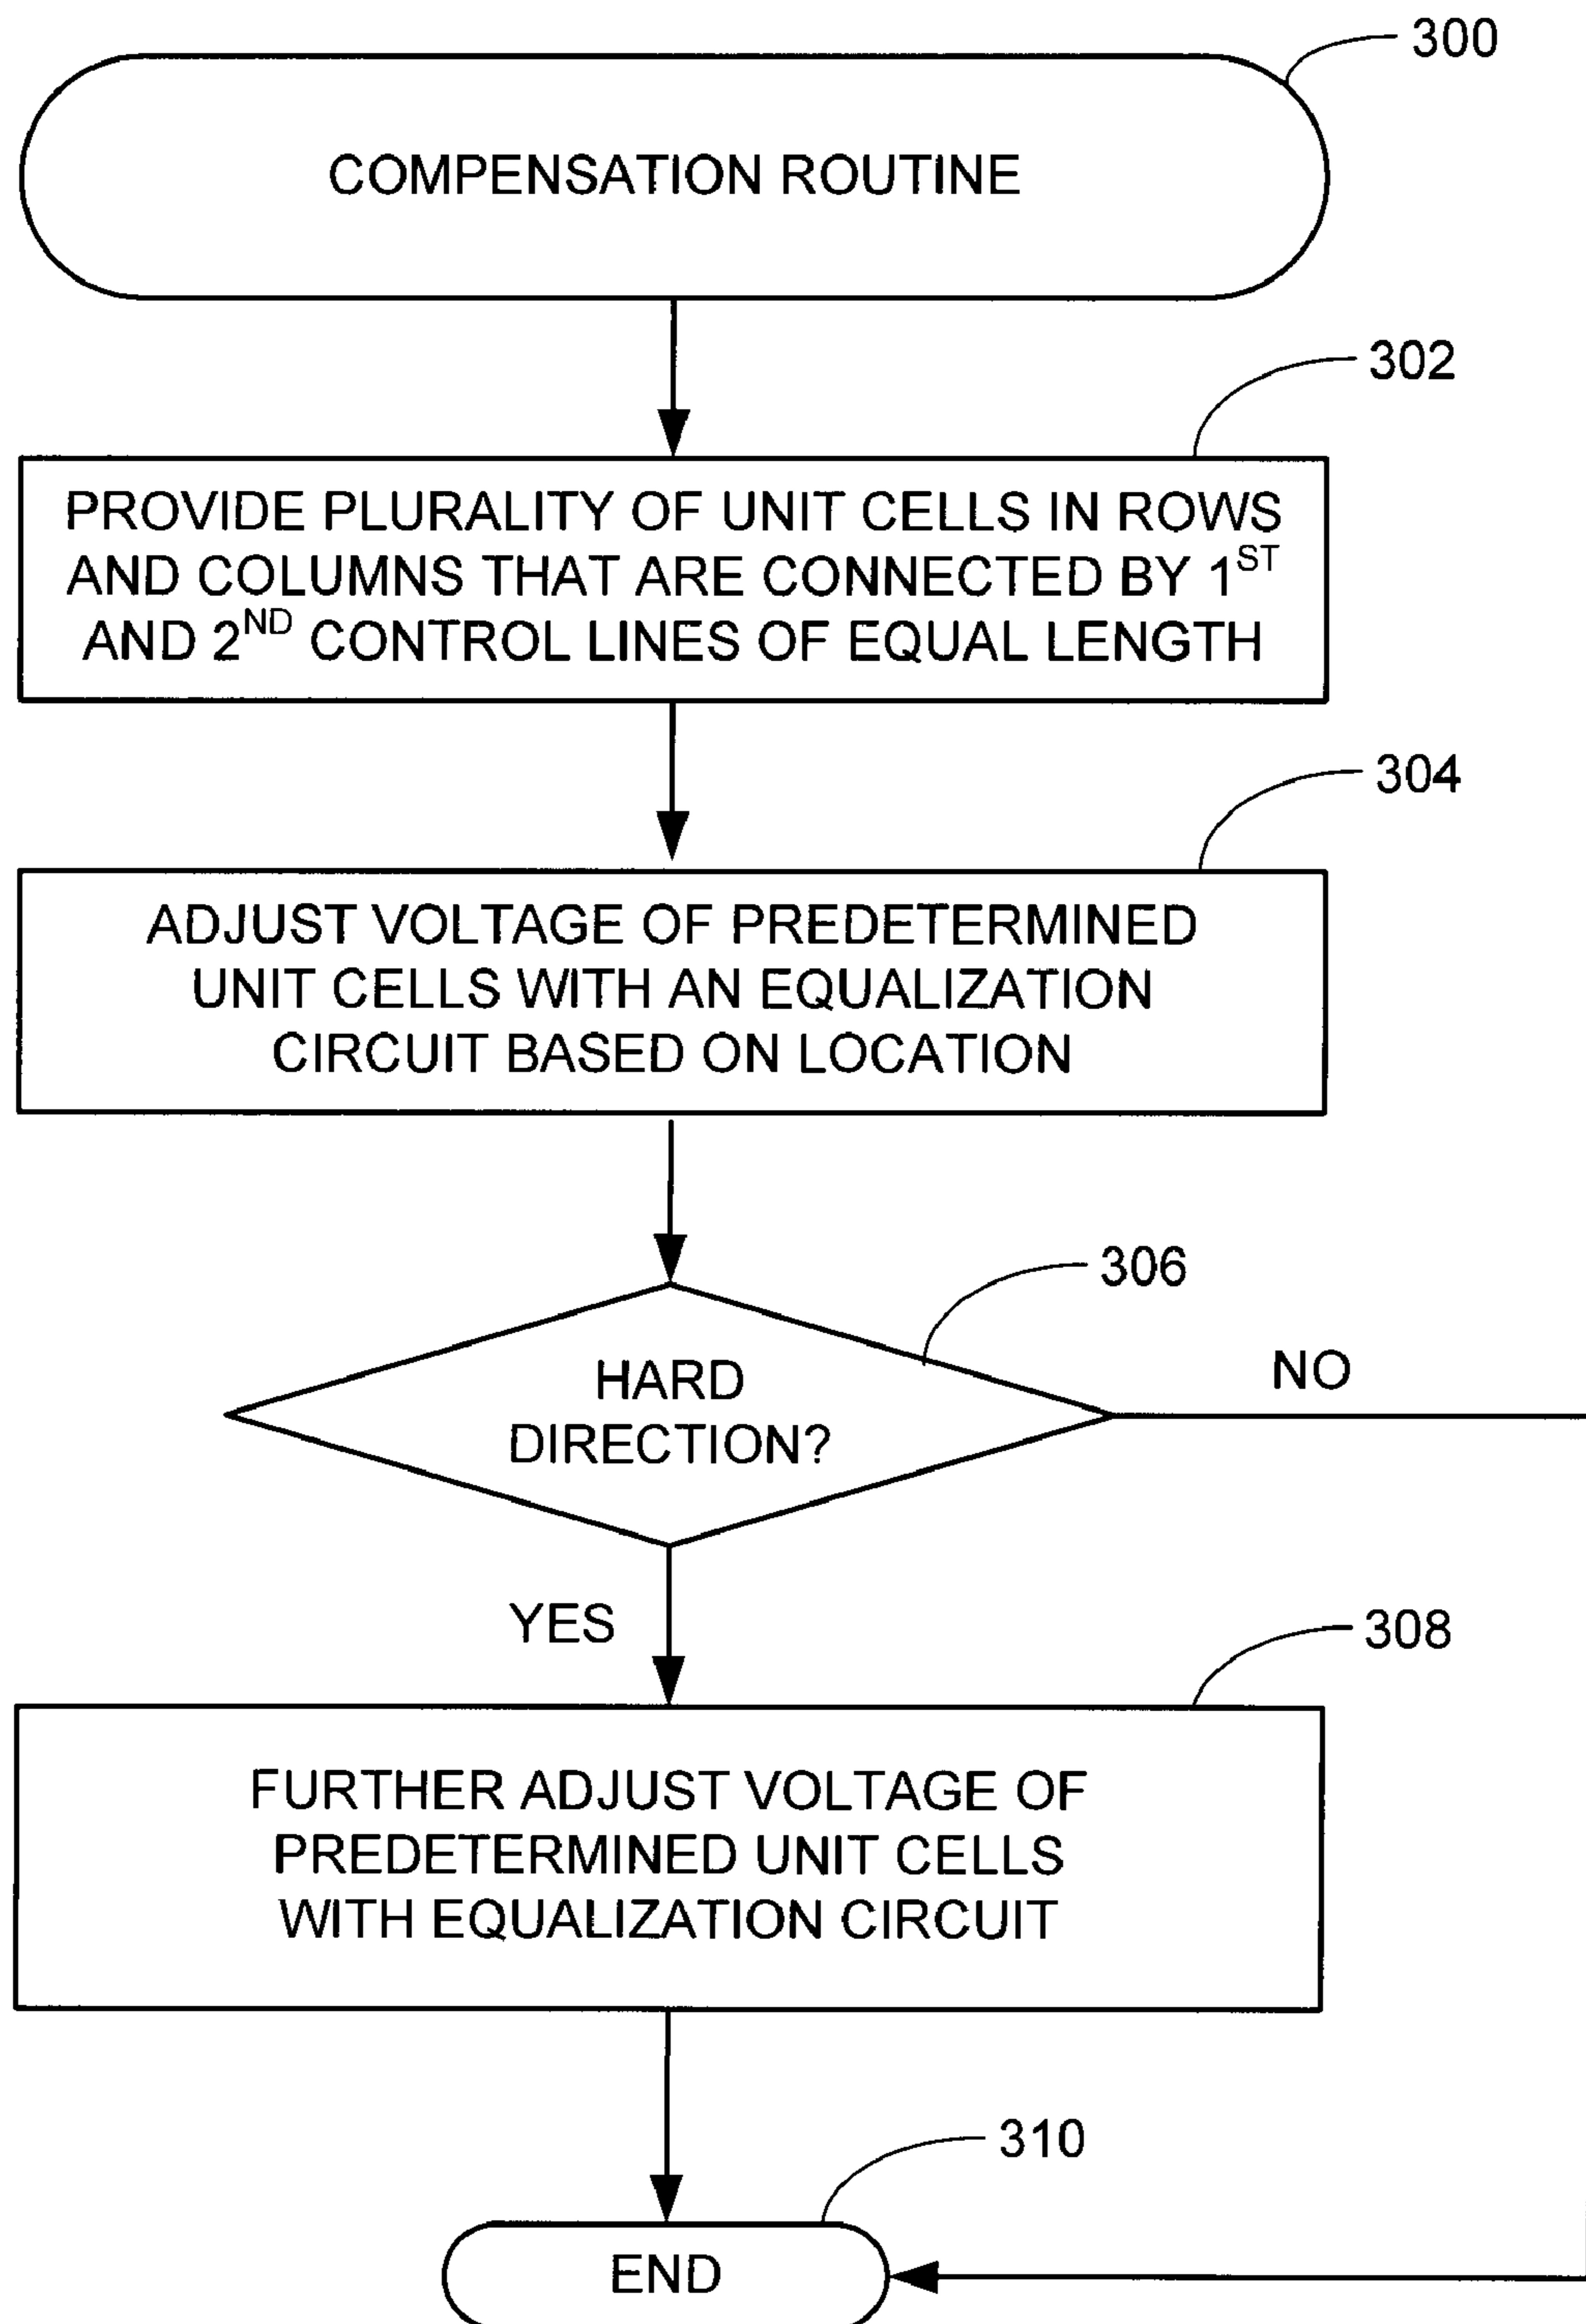 300
COMPENSATION ROUTINE
302
PROVIDE PLURALITY OF UNIT CELLS IN ROWS
AND COLUMNS THAT ARE CONNECTED BY 1ST
AND 2ND CONTROL LINES OF EQUAL LENGTH
304
ADJUST VOLTAGE OF PREDETERMINED
UNIT CELLS WITH AN EQUALIZATION
CIRCUIT BASED ON LOCATION
306
HARD
DIRECTION?
NO
YES
308
FURTHER ADJUST VOLTAGE OF
PREDETERMINED UNIT CELLS
WITH EQUALIZATION CIRCUIT
310
END